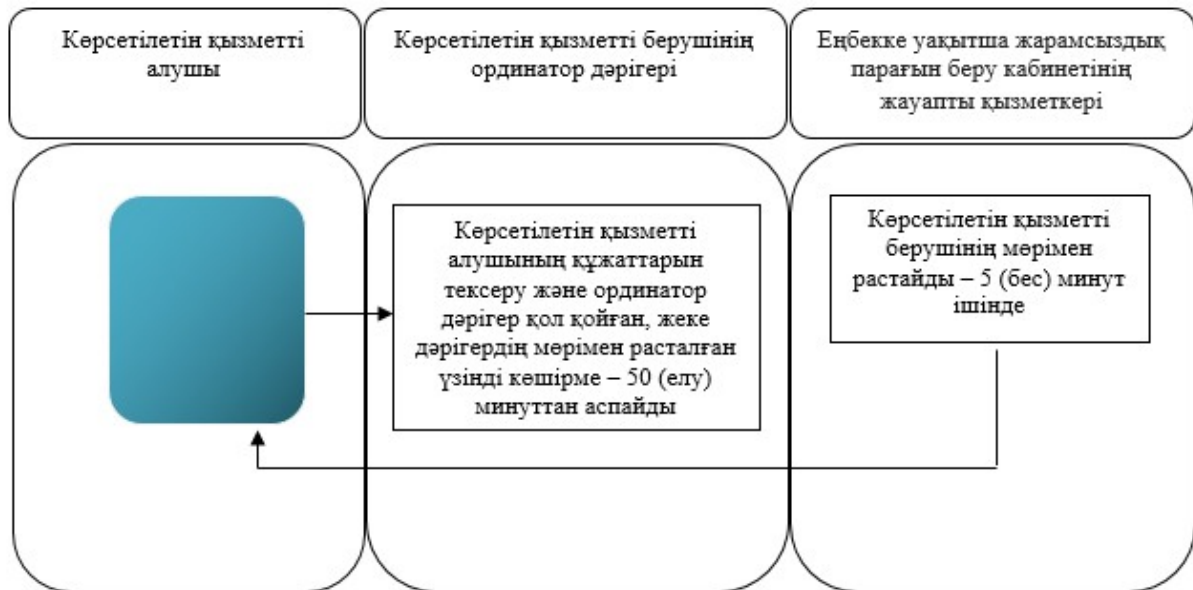 Көрсетілетін қызметті
алушы
Көрсетілетін қызметті берушінің
ординатор дәрігері
Еңбекке уақытша жарамсыздық
парағын беру кабинетінің
жауапты қызметкері
Көрсетілетін қызметті
алушының құжаттарын
тексеру және ординатор
дәрігер қол қойған, жеке
дәрігердің мөрімен расталған
үзінді көшірме – 50 (елу)
минуттан аспайды
Көрсетілетін қызметті
берушінің мөрімен
растайды – 5 (бес) минут
ішінде